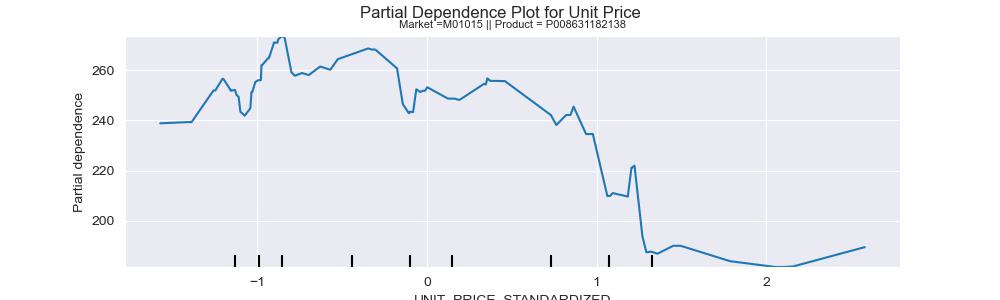 Partial Dependence Plot for Unit Price
Market =M01015 || Product = P008631182138
Partial dependence
260
240
220
200
−1
0
1
2
UNIT_PRICE_STANDARDIZED